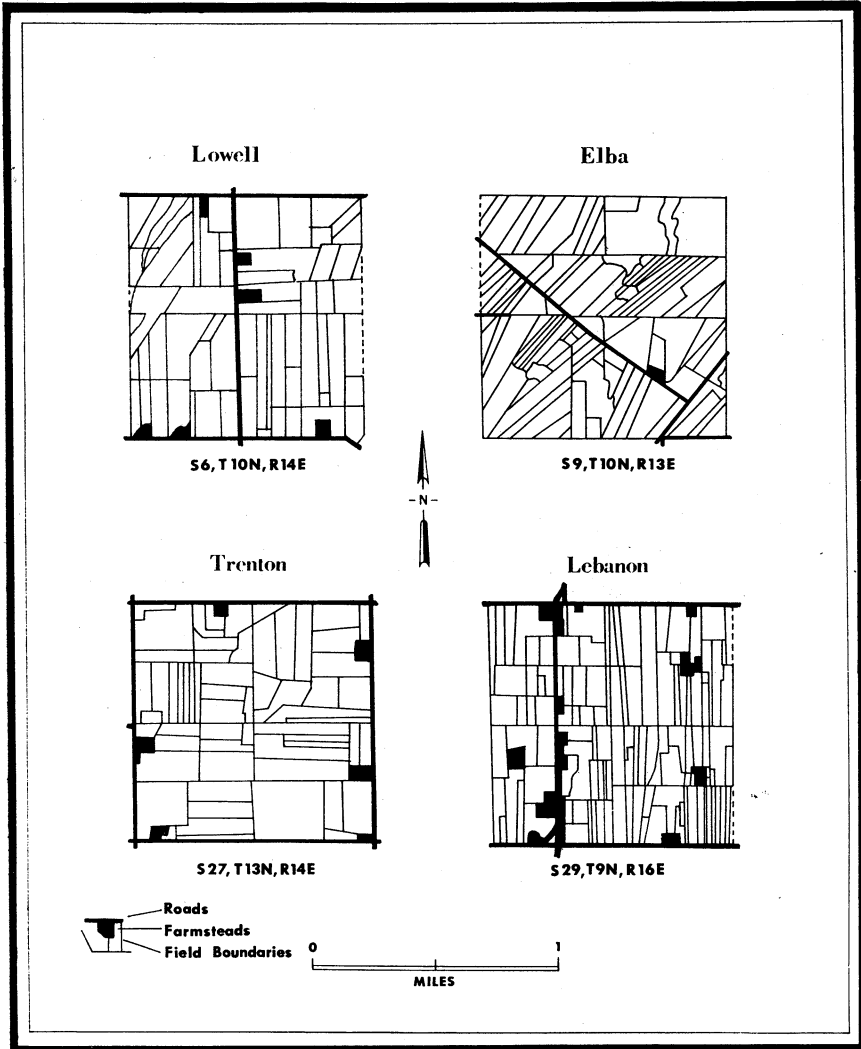 Lowell
Elba
S6, T10N, R14E
S9, T10N, R13E
-N-
Trenton
Lebanon
S27, T13N, R14E
S29, T9N, R16E
Roads
Farmsteads
Field Boundaries
0 1
MILES